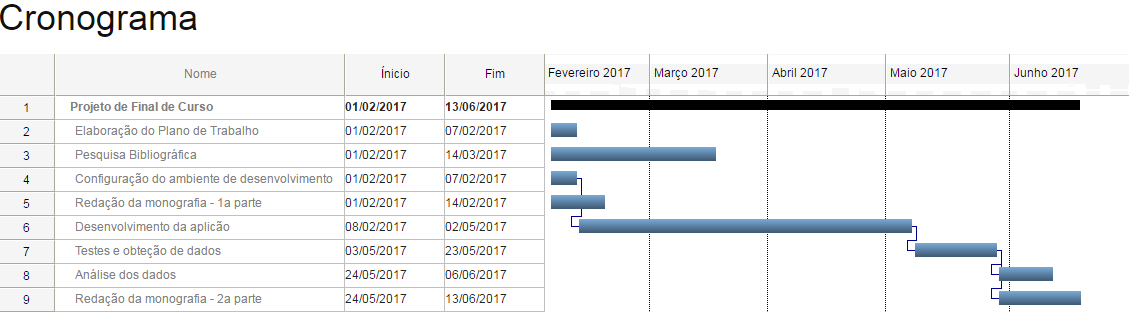 Cronograma
Nome Ínicio Fim Fevereiro 2017 Março 2017 Abril 2017 Maio 2017 Junho 2017
1 Projeto de Final de Curso 01/02/2017 13/06/2017
2 Elaboração do Plano de Trabalho 01/02/2017 07/02/2017
3 Pesquisa Bibliográfica 01/02/2017 14/03/2017
4 Configuração do ambiente de desenvolvimento 01/02/2017 07/02/2017
5 Redação da monografia - 1a parte 01/02/2017 14/02/2017
6 Desenvolvimento da aplicão 08/02/2017 02/05/2017
7 Testes e obteção de dados 03/05/2017 23/05/2017
8 Análise dos dados 24/05/2017 06/06/2017
9 Redação da monografia - 2a parte 24/05/2017 13/06/2017